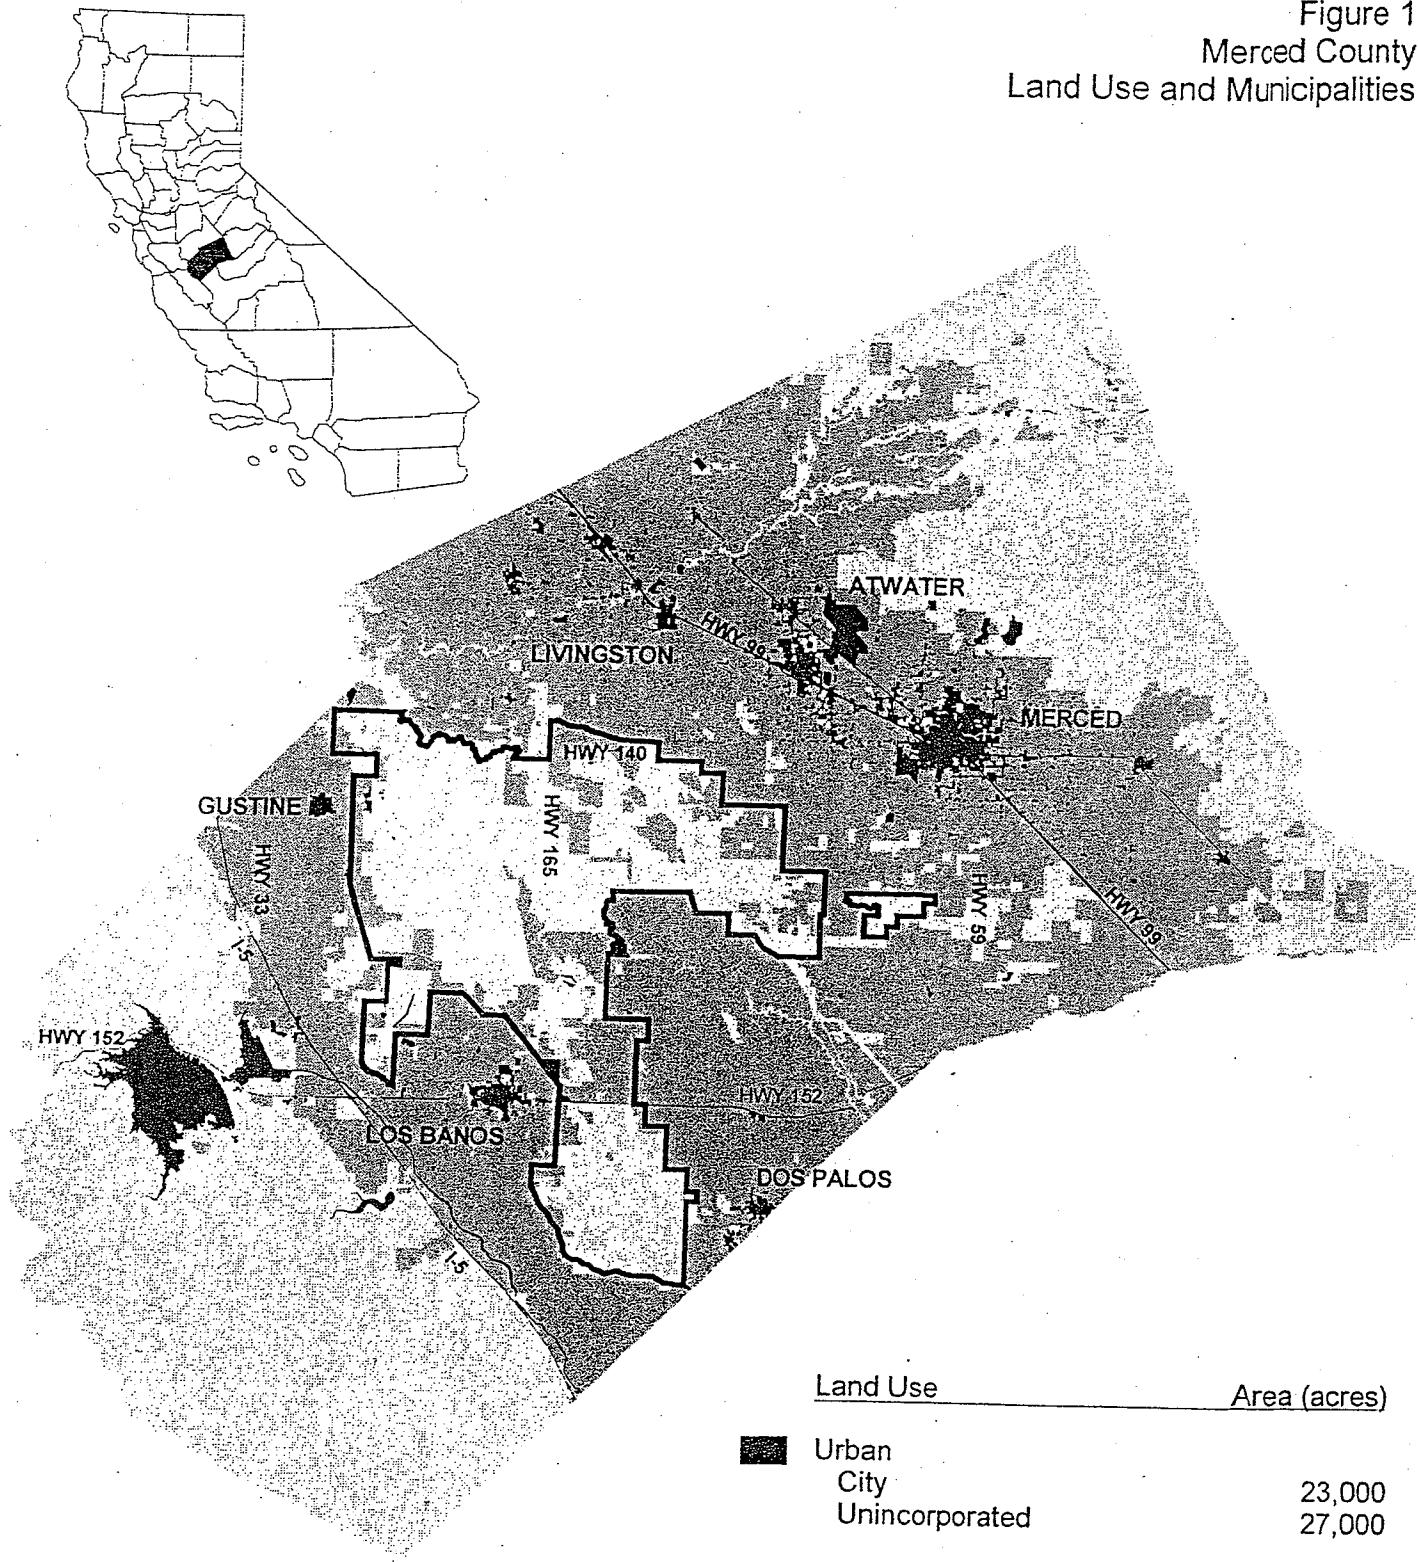 Figure 1
Merced County
Land Use and Municipalities
ATWATER
HWY 99
LIVINGSTON
MERCED
HWY 140
GUSTINE
HWY 165
HWY 33
HWY 59
HWY 99
I-5
HWY 152
HWY 152
LOS BANOS
DOS PALOS
I-5
Land Use Area (acres)
Urban
City 23,000
Unincorporated 27,000